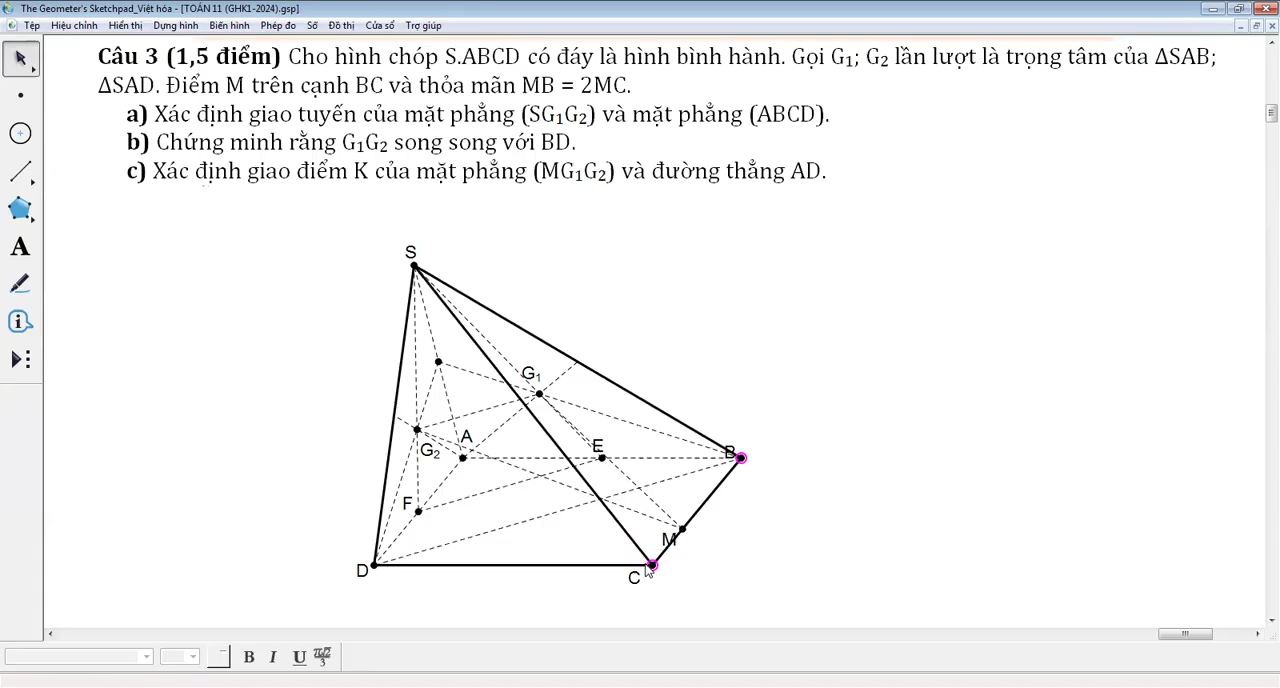 The Geometer's Sketchpad_Việt hóa - [TOÁN 11 (GHK1-2024).gsp]
Tệp Hiệu chỉnh Hiển thị Dựng hình Biến hình Phép đo Số Đồ thị Cửa sổ Trợ giúp
Câu 3 (1,5 điểm) Cho hình chóp S.ABCD có đáy là hình bình hành. Gọi G₁; G₂ lần lượt là trọng tâm của ΔSAB;
ΔSAD. Điểm M trên cạnh BC và thỏa mãn MB = 2MC.
a) Xác định giao tuyến của mặt phẳng (SG₁G₂) và mặt phẳng (ABCD).
b) Chứng minh rằng G₁G₂ song song với BD.
c) Xác định giao điểm K của mặt phẳng (MG₁G₂) và đường thẳng AD.
S
G₁
A
E
B
G₂
F
M
D
C
A
B I U